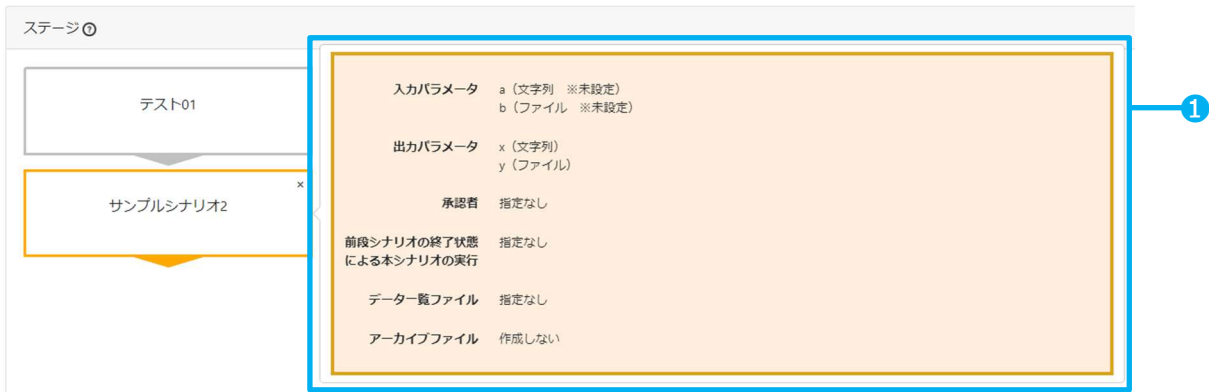 ステージ?
テスト01
×
サンプルシナリオ2
入力パラメータ a（文字列　※未設定）
b（ファイル　※未設定）
出力パラメータ x（文字列）
y（ファイル）
承認者 指定なし
前段シナリオの終了状態 指定なし
による本シナリオの実行
データ一覧ファイル 指定なし
アーカイブファイル 作成しない
1